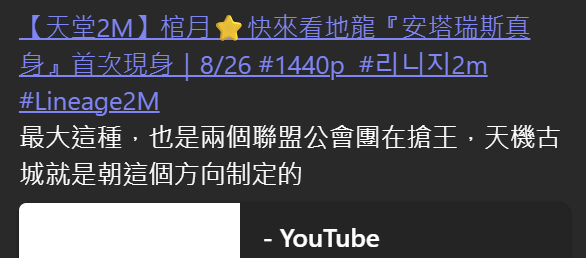 【天堂2M】棺月⭐快來看地龍『安塔瑞斯真
身』首次現身｜8/26 #1440p  #리니지2m
#Lineage2M
最大這種，也是兩個聯盟公會團在搶王，天機古
城就是朝這個方向制定的
- YouTube